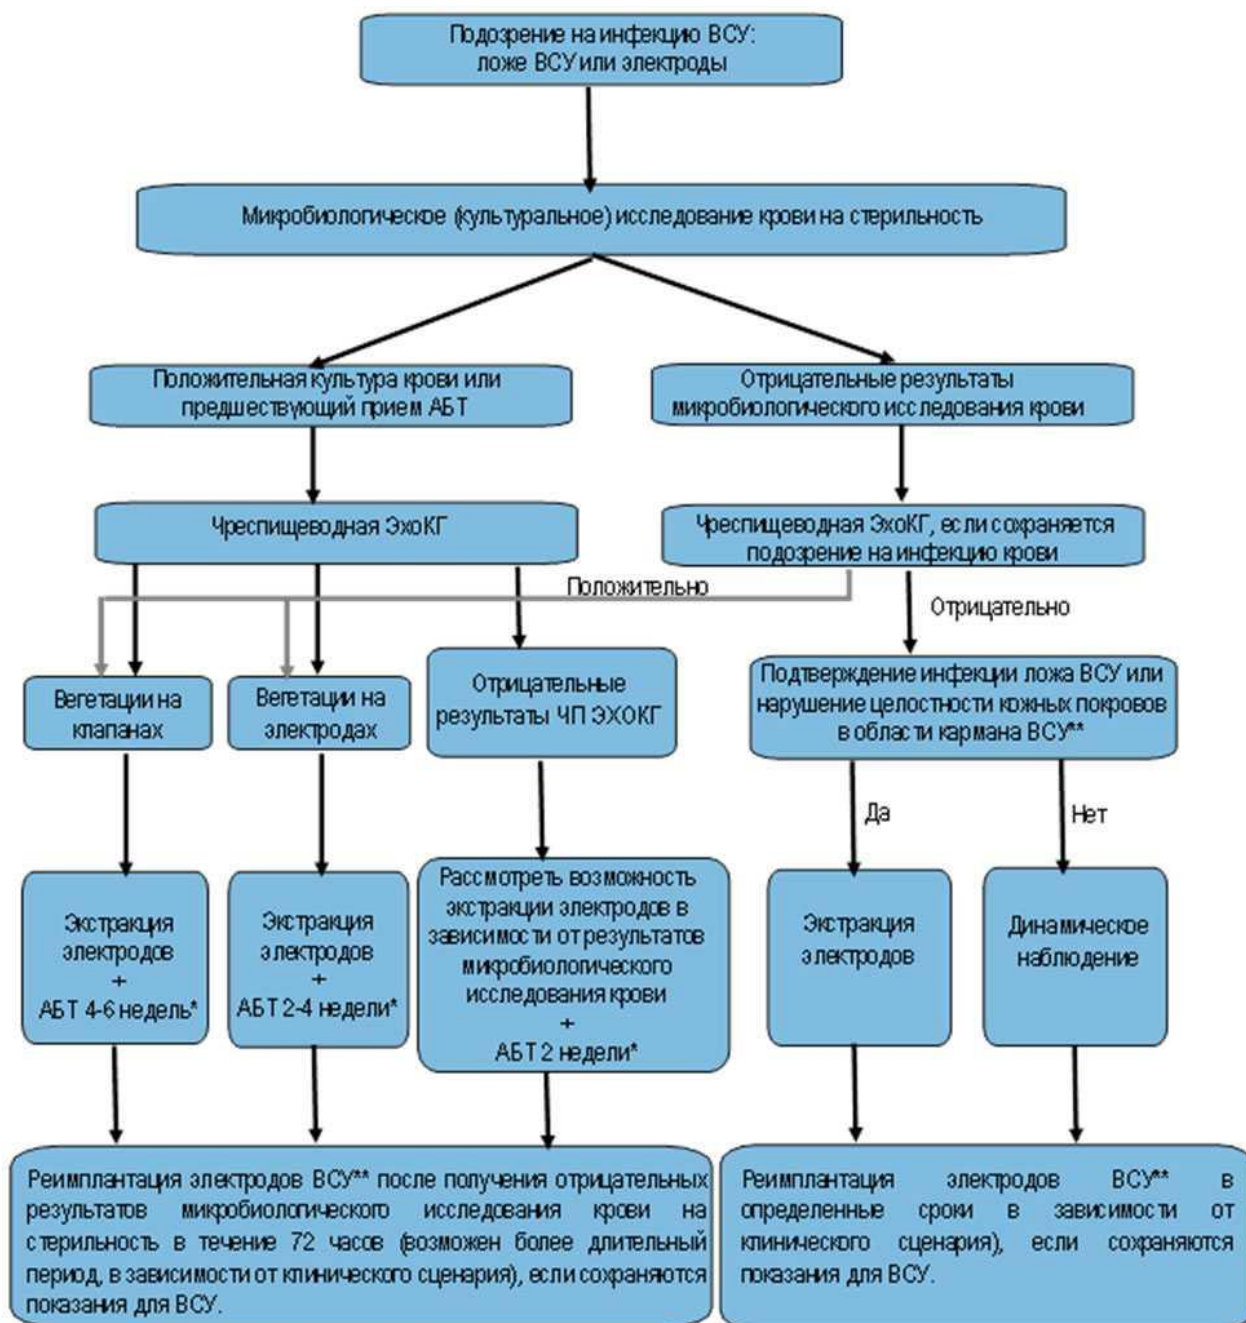 Подозрение на инфекцию ВСУ:
ложе ВСУ или электроды
Микробиологическое (культуральное) исследование крови на стерильность
Положительная культура крови или
предшествующий прием АБТ
Отрицательные результаты
микробиологического исследования крови
Чреспищеводная ЭхоКГ
Чреспищеводная ЭхоКГ, если сохраняется
подозрение на инфекцию крови
Положительно
Отрицательно
Вегетации на
клапанах
Вегетации на
электродах
Отрицательные
результаты ЧП ЭХОКГ
Подтверждение инфекции ложа ВСУ или
нарушение целостности кожных покровов
в области кармана ВСУ**
Да
Нет
Экстракция
электродов
+
АБТ 4-6 недель*
Экстракция
электродов
+
АБТ 2-4 недели*
Рассмотреть возможность
экстракции электродов в
зависимости от результатов
микробиологического
исследования крови
+
АБТ 2 недели*
Экстракция
электродов
Динамическое
наблюдение
Реимплантация электродов ВСУ** после получения отрицательных
результатов микробиологического исследования крови на
стерильность в течение 72 часов (возможен более длительный
период, в зависимости от клинического сценария), если сохраняются
показания для ВСУ.
Реимплантация электродов ВСУ** в
определенные сроки в зависимости от
клинического сценария), если сохраняются
показания для ВСУ.